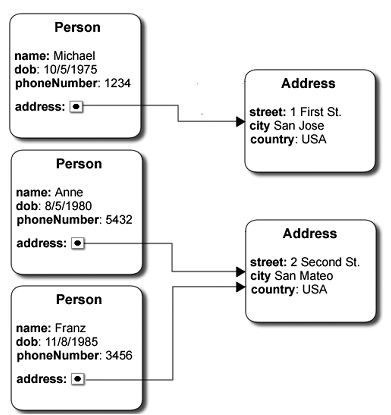 Person
name: Michael
dob: 10/5/1975
phoneNumber: 1234
address:
Address
street: 1 First St.
city San Jose
country: USA
Person
name: Anne
dob: 8/5/1980
phoneNumber: 5432
address:
Address
street: 2 Second St.
city San Mateo
country: USA
Person
name: Franz
dob: 11/8/1985
phoneNumber: 3456
address: